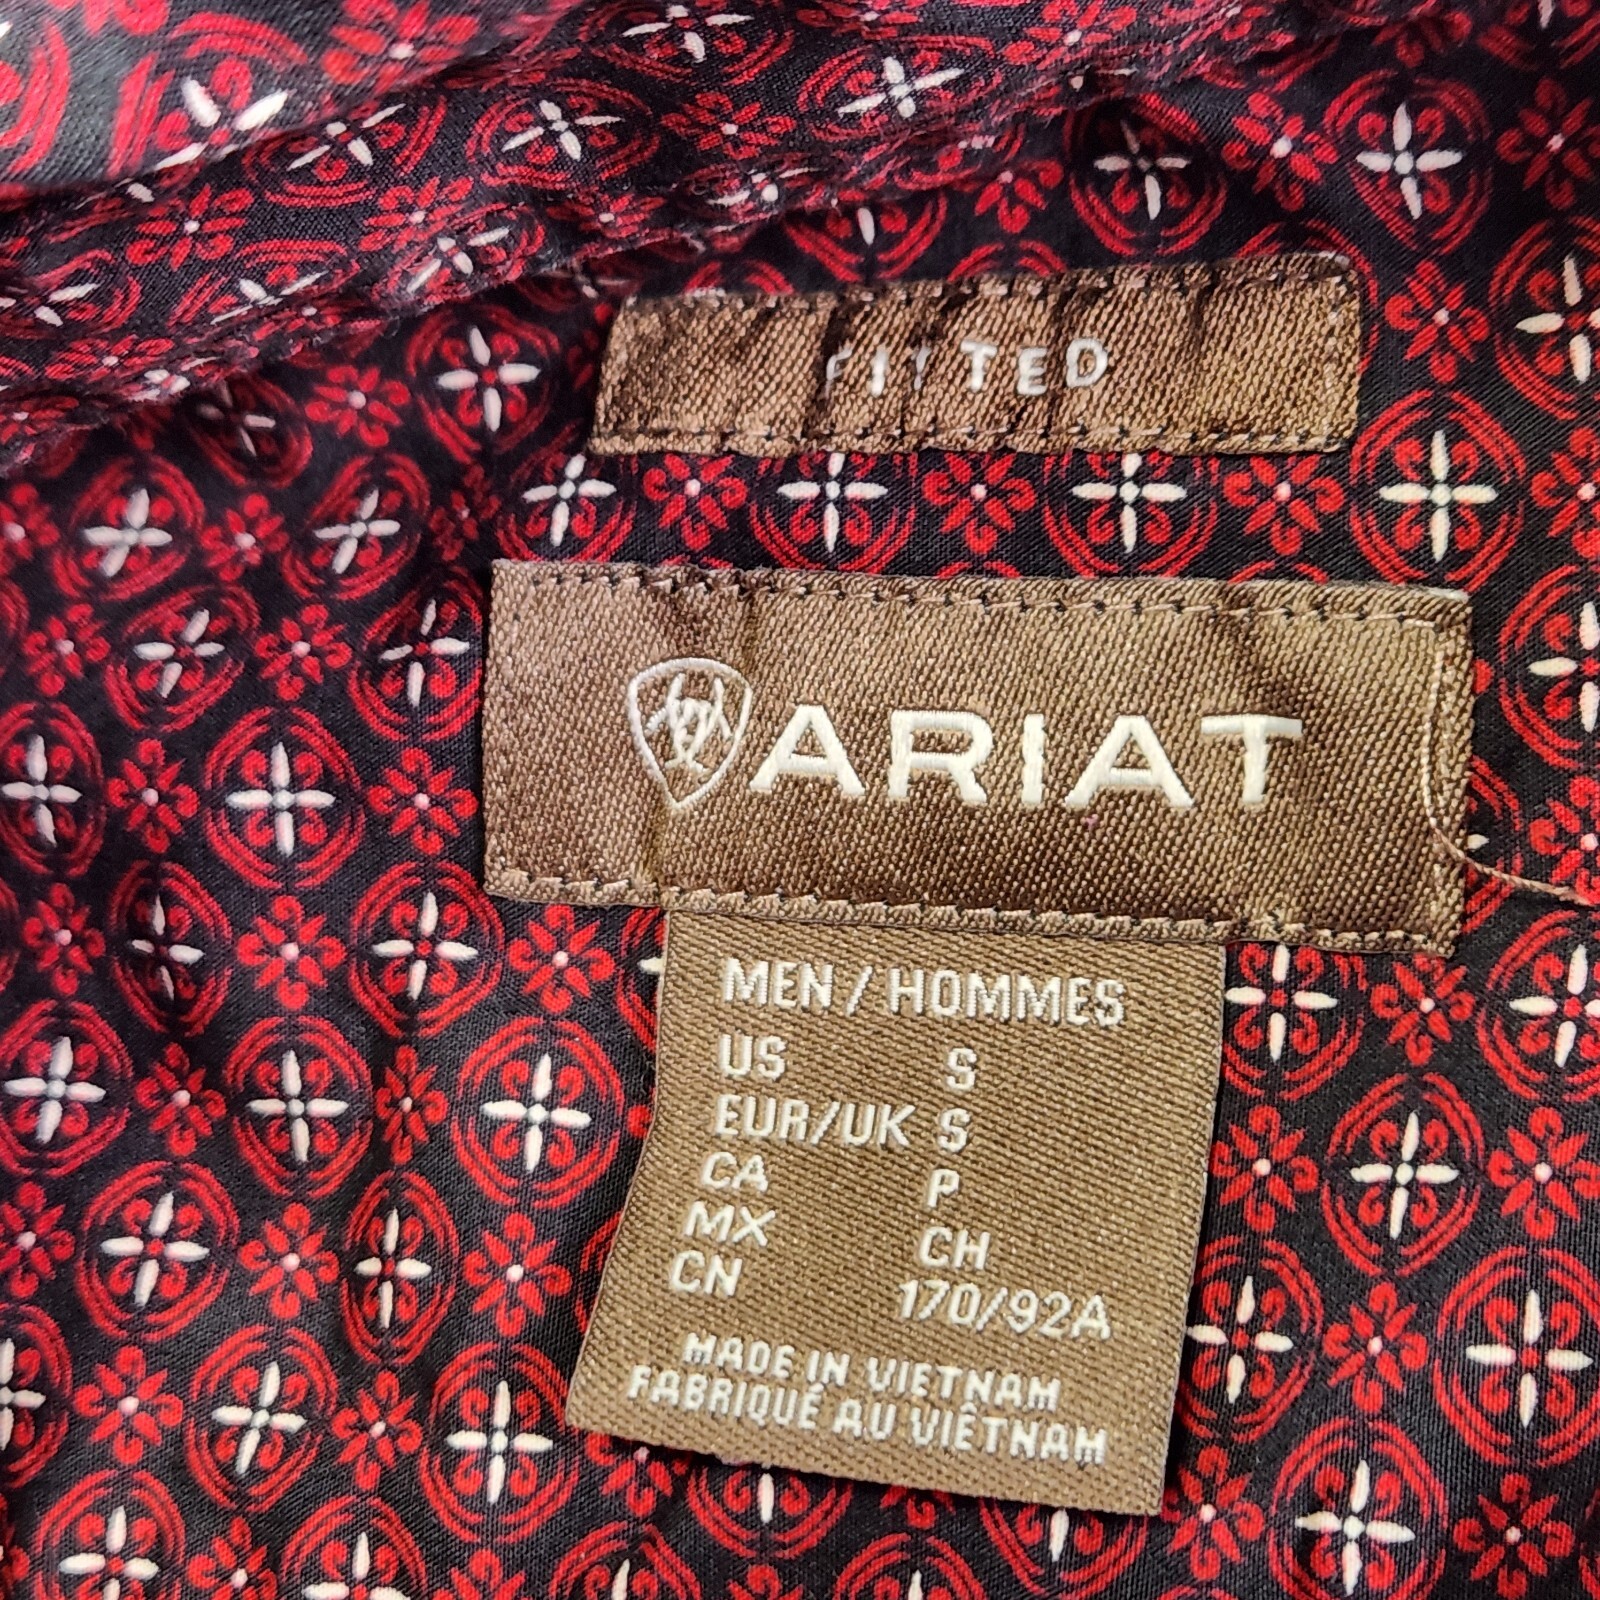 FITTED
ARIAT
MEN / HOMMES
US S
EUR/UK S
CA P
MX CH
CN 170/92A
MADE IN VIETNAM
FABRIQUÉ AU VIÊTNAM